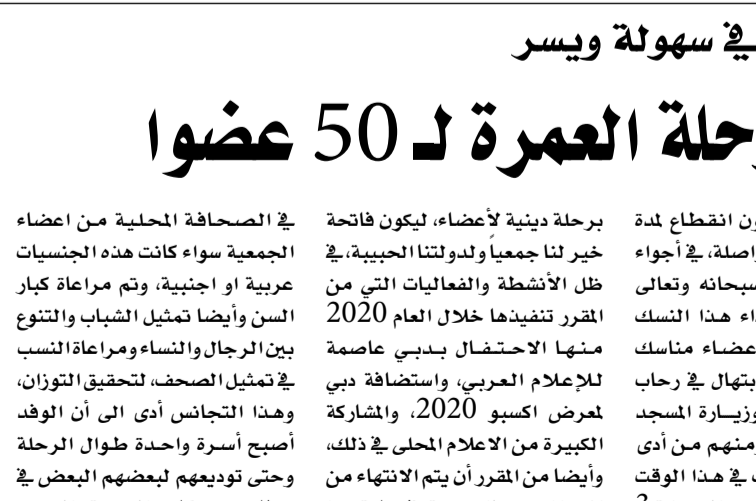 في سهولة ويسر
رحلة العمرة لـ 50 عضوا
ون انقطاع لمدة
اصلة، في أجواء
سبحانه وتعالى
اء هذا النسك
عضاء مناسك
بتهال في رحاب
وزيارة المسجد
ومنهم من أدى
في هذا الوقت
برحلة دينية لأعضاء، ليكون فاتحة
خير لنا جمعياً ولدولتنا الحبيبة، في
ظل الأنشطة والفعاليات التي من
المقرر تنفيذها خلال العام 2020
منها الاحتفال بدبي عاصمة
للإعلام العربي، واستضافة دبي
لمعرض اكسبو 2020، والمشاركة
الكبيرة من الاعلام المحلى في ذلك،
وأيضا من المقرر أن يتم الانتهاء من
في الصحافة المحلية من اعضاء
الجمعية سواء كانت هذه الجنسيات
عربية او اجنبية، وتم مراعاة كبار
السن وأيضا تمثيل الشباب والتنوع
بين الرجال والنساء ومراعاة النسب
في تمثيل الصحف، لتحقيق التوزان،
وهذا التجانس أدى الى أن الوفد
أصبح أسرة واحدة طوال الرحلة
وحتى توديعهم لبعضهم البعض في